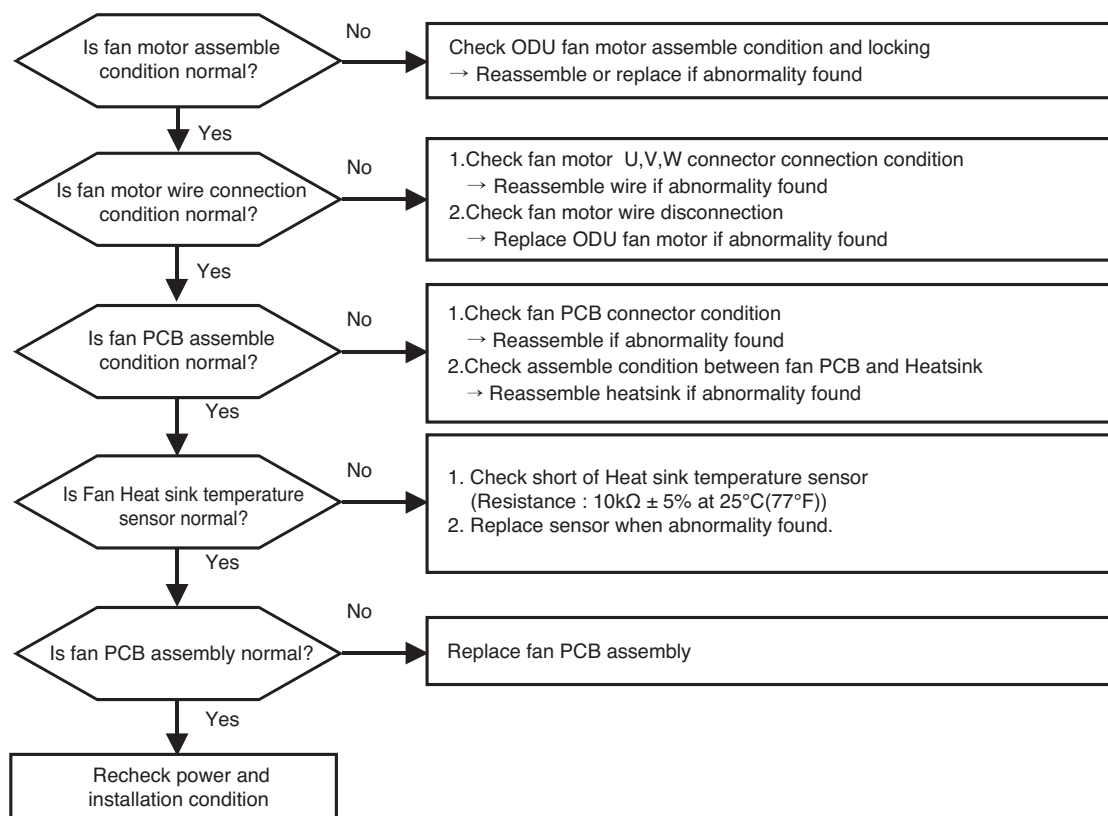 Is fan motor assemble
condition normal?
No
Check ODU fan motor assemble condition and locking
→ Reassemble or replace if abnormality found
Yes
Is fan motor wire connection
condition normal?
No
1.Check fan motor U,V,W connector connection condition
→ Reassemble wire if abnormality found
2.Check fan motor wire disconnection
→ Replace ODU fan motor if abnormality found
Yes
Is fan PCB assemble
condition normal?
No
1.Check fan PCB connector condition
→ Reassemble if abnormality found
2.Check assemble condition between fan PCB and Heatsink
→ Reassemble heatsink if abnormality found
Yes
Is Fan Heat sink temperature
sensor normal?
No
1. Check short of Heat sink temperature sensor
(Resistance : 10kΩ ± 5% at 25°C(77°F))
2. Replace sensor when abnormality found.
Yes
Is fan PCB assembly normal?
No
Replace fan PCB assembly
Yes
Recheck power and
installation condition